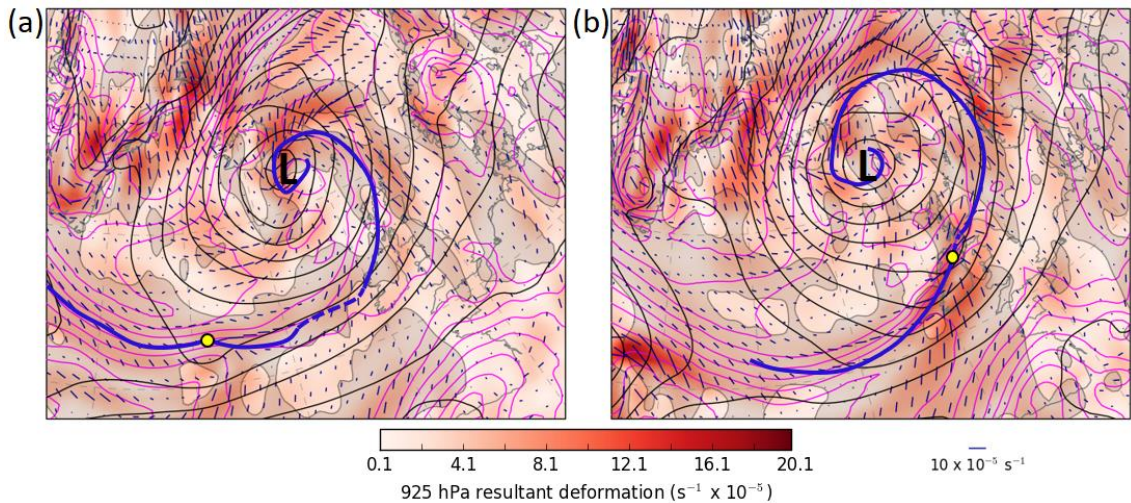 (a)
(b)
L
L
0.1 4.1 8.1 12.1 16.1 20.1
925 hPa resultant deformation (s⁻¹ x 10⁻⁵)
10 x 10⁻⁵ s⁻¹